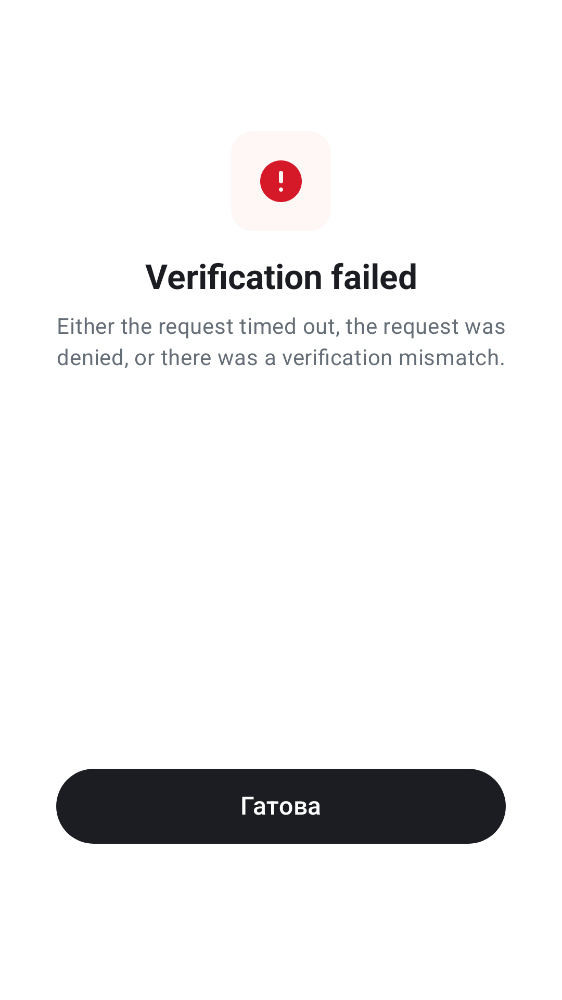 Verification failed
Either the request timed out, the request was
denied, or there was a verification mismatch.
Гатова